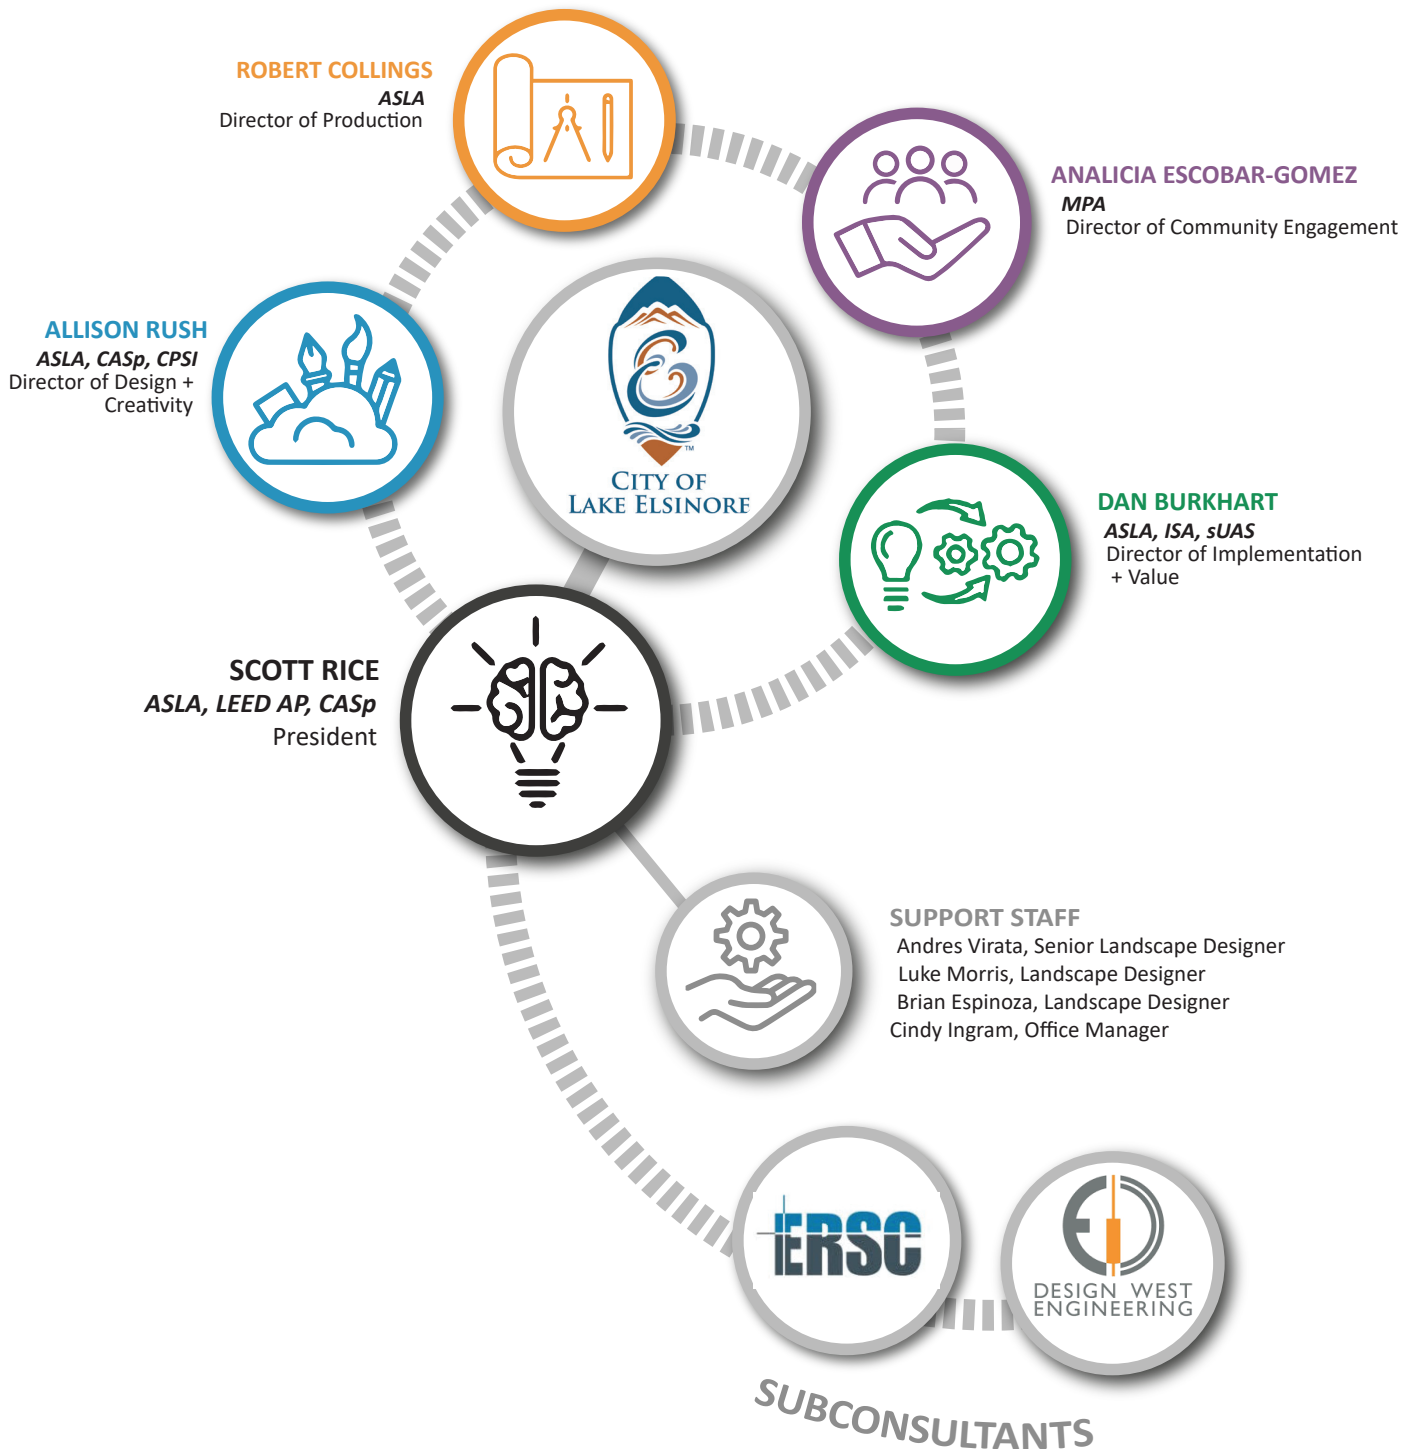 ROBERT COLLINGS
ASLA
Director of Production
ANALICIA ESCOBAR-GOMEZ
MPA
Director of Community Engagement
ALLISON RUSH
ASLA, CASp, CPSI
Director of Design +
Creativity
TM
CITY OF
LAKE ELSINORE
DAN BURKHART
ASLA, ISA, sUAS
Director of Implementation
+ Value
SCOTT RICE
ASLA, LEED AP, CASp
President
SUPPORT STAFF
Andres Virata, Senior Landscape Designer
Luke Morris, Landscape Designer
Brian Espinoza, Landscape Designer
Cindy Ingram, Office Manager
ERSC
DESIGN WEST
ENGINEERING
SUBCONSULTANTS